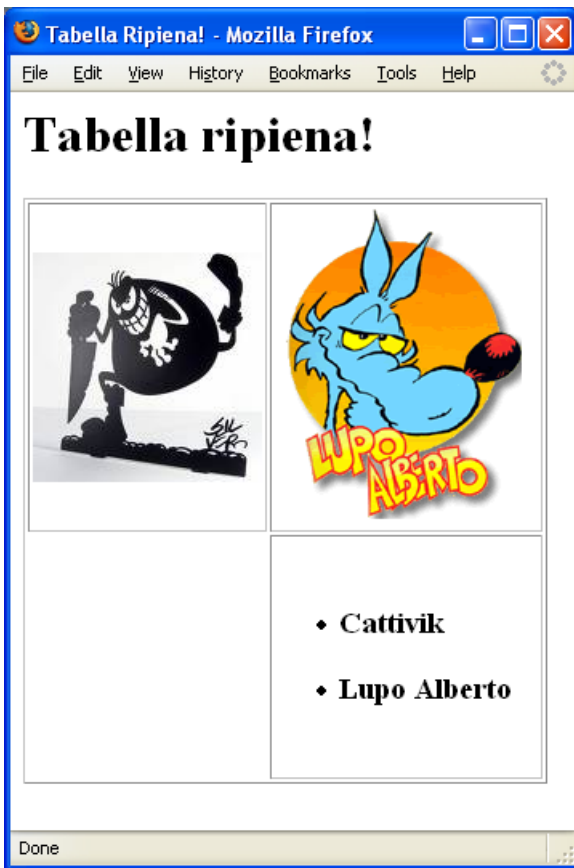 Tabella Ripiena! - Mozilla Firefox
File Edit View History Bookmarks Tools Help
Tabella ripiena!
SILVER
LUPO
ALBERTO
Cattivik
Lupo Alberto
Done